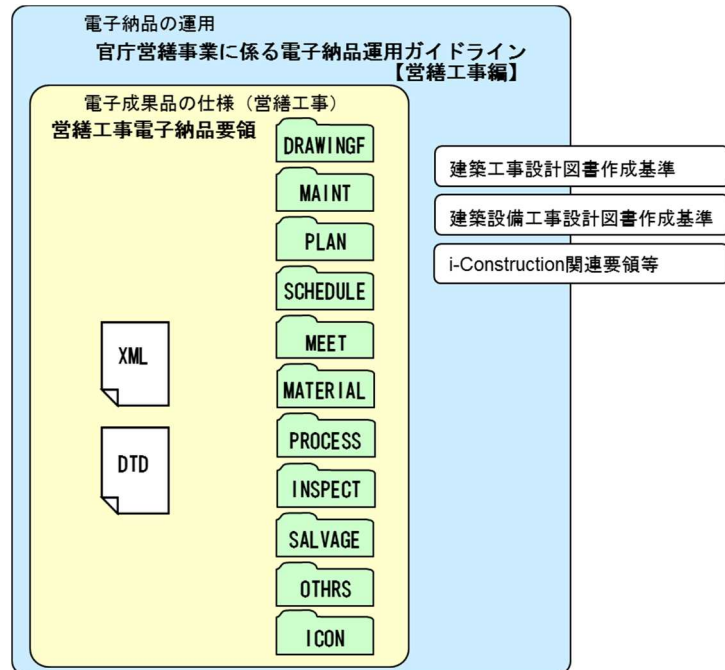 電子納品の運用
官庁営繕事業に係る電子納品運用ガイドライン
【営繕工事編】
電子成果品の仕様（営繕工事）
営繕工事電子納品要領
DRAWINGF
MAINT
PLAN
SCHEDULE
MEET
MATERIAL
PROCESS
INSPECT
SALVAGE
OTHRS
ICON
XML
DTD
建築工事設計図書作成基準
建築設備工事設計図書作成基準
i-Construction関連要領等